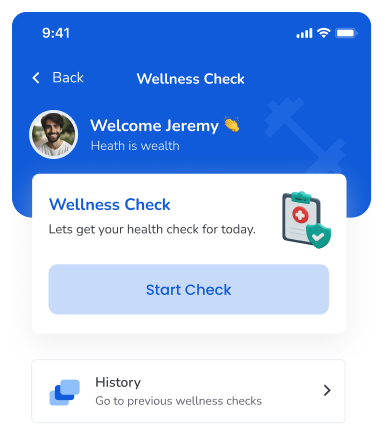 9:41
Back
Wellness Check
Welcome Jeremy 👏
Heath is wealth
Wellness Check
Lets get your health check for today.
Start Check
History
Go to previous wellness checks